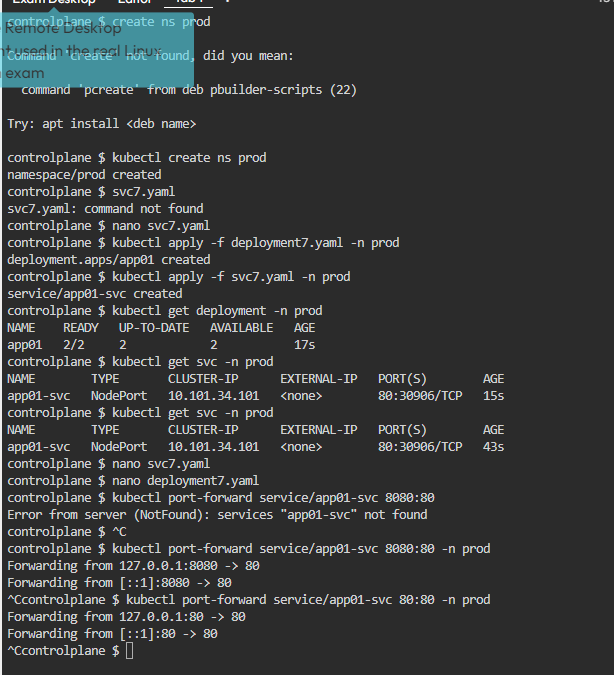 Exam Desktop Editor Tab 1
controlplane $ create ns prod
Remote Desktop
Command 'create' not found, did you mean:
used in the real Linux
exam
command 'pcreate' from deb pbuilder-scripts (22)
Try: apt install <deb name>
controlplane $ kubectl create ns prod
namespace/prod created
controlplane $ svc7.yaml
svc7.yaml: command not found
controlplane $ nano svc7.yaml
controlplane $ kubectl apply -f deployment7.yaml -n prod
deployment.apps/app01 created
controlplane $ kubectl apply -f svc7.yaml -n prod
service/app01-svc created
controlplane $ kubectl get deployment -n prod
NAME READY UP-TO-DATE AVAILABLE AGE
app01 2/2 2 2 17s
controlplane $ kubectl get svc -n prod
NAME TYPE CLUSTER-IP EXTERNAL-IP PORT(S) AGE
app01-svc NodePort 10.101.34.101 <none> 80:30906/TCP 15s
controlplane $ kubectl get svc -n prod
NAME TYPE CLUSTER-IP EXTERNAL-IP PORT(S) AGE
app01-svc NodePort 10.101.34.101 <none> 80:30906/TCP 43s
controlplane $ nano svc7.yaml
controlplane $ nano deployment7.yaml
controlplane $ kubectl port-forward service/app01-svc 8080:80
Error from server (NotFound): services "app01-svc" not found
controlplane $ ^C
controlplane $ kubectl port-forward service/app01-svc 8080:80 -n prod
Forwarding from 127.0.0.1:8080 -> 80
Forwarding from [::1]:8080 -> 80
^Ccontrolplane $ kubectl port-forward service/app01-svc 80:80 -n prod
Forwarding from 127.0.0.1:80 -> 80
Forwarding from [::1]:80 -> 80
^Ccontrolplane $